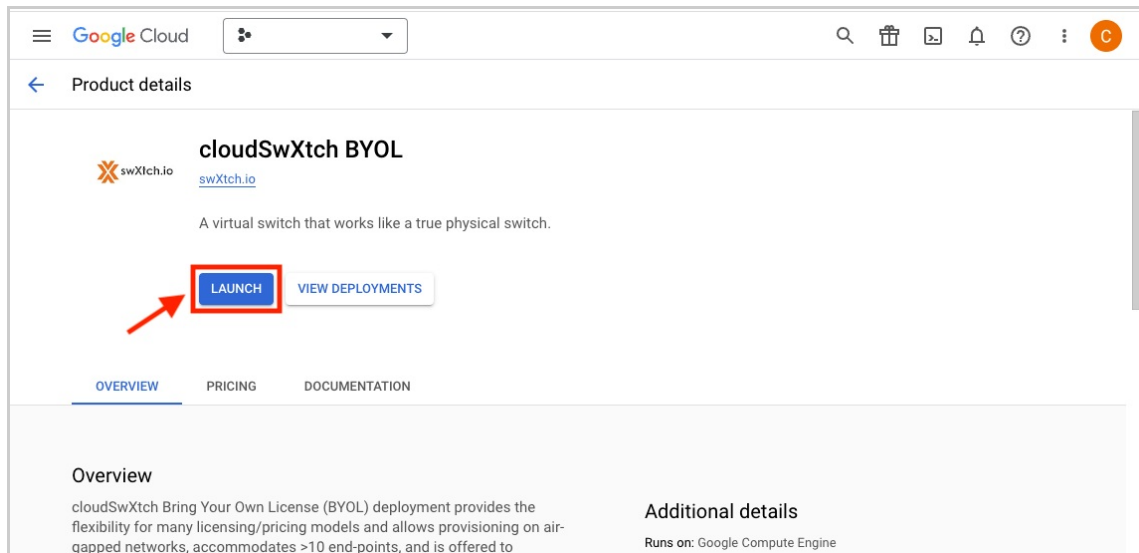 Google Cloud
C
Product details
cloudSwXtch BYOL
swXtch.io
swXtch.io
A virtual switch that works like a true physical switch.
LAUNCH VIEW DEPLOYMENTS
OVERVIEW PRICING DOCUMENTATION
Overview
cloudSwXtch Bring Your Own License (BYOL) deployment provides the
flexibility for many licensing/pricing models and allows provisioning on air-
gapped networks, accommodates >10 end-points, and is offered to
Additional details
Runs on: Google Compute Engine